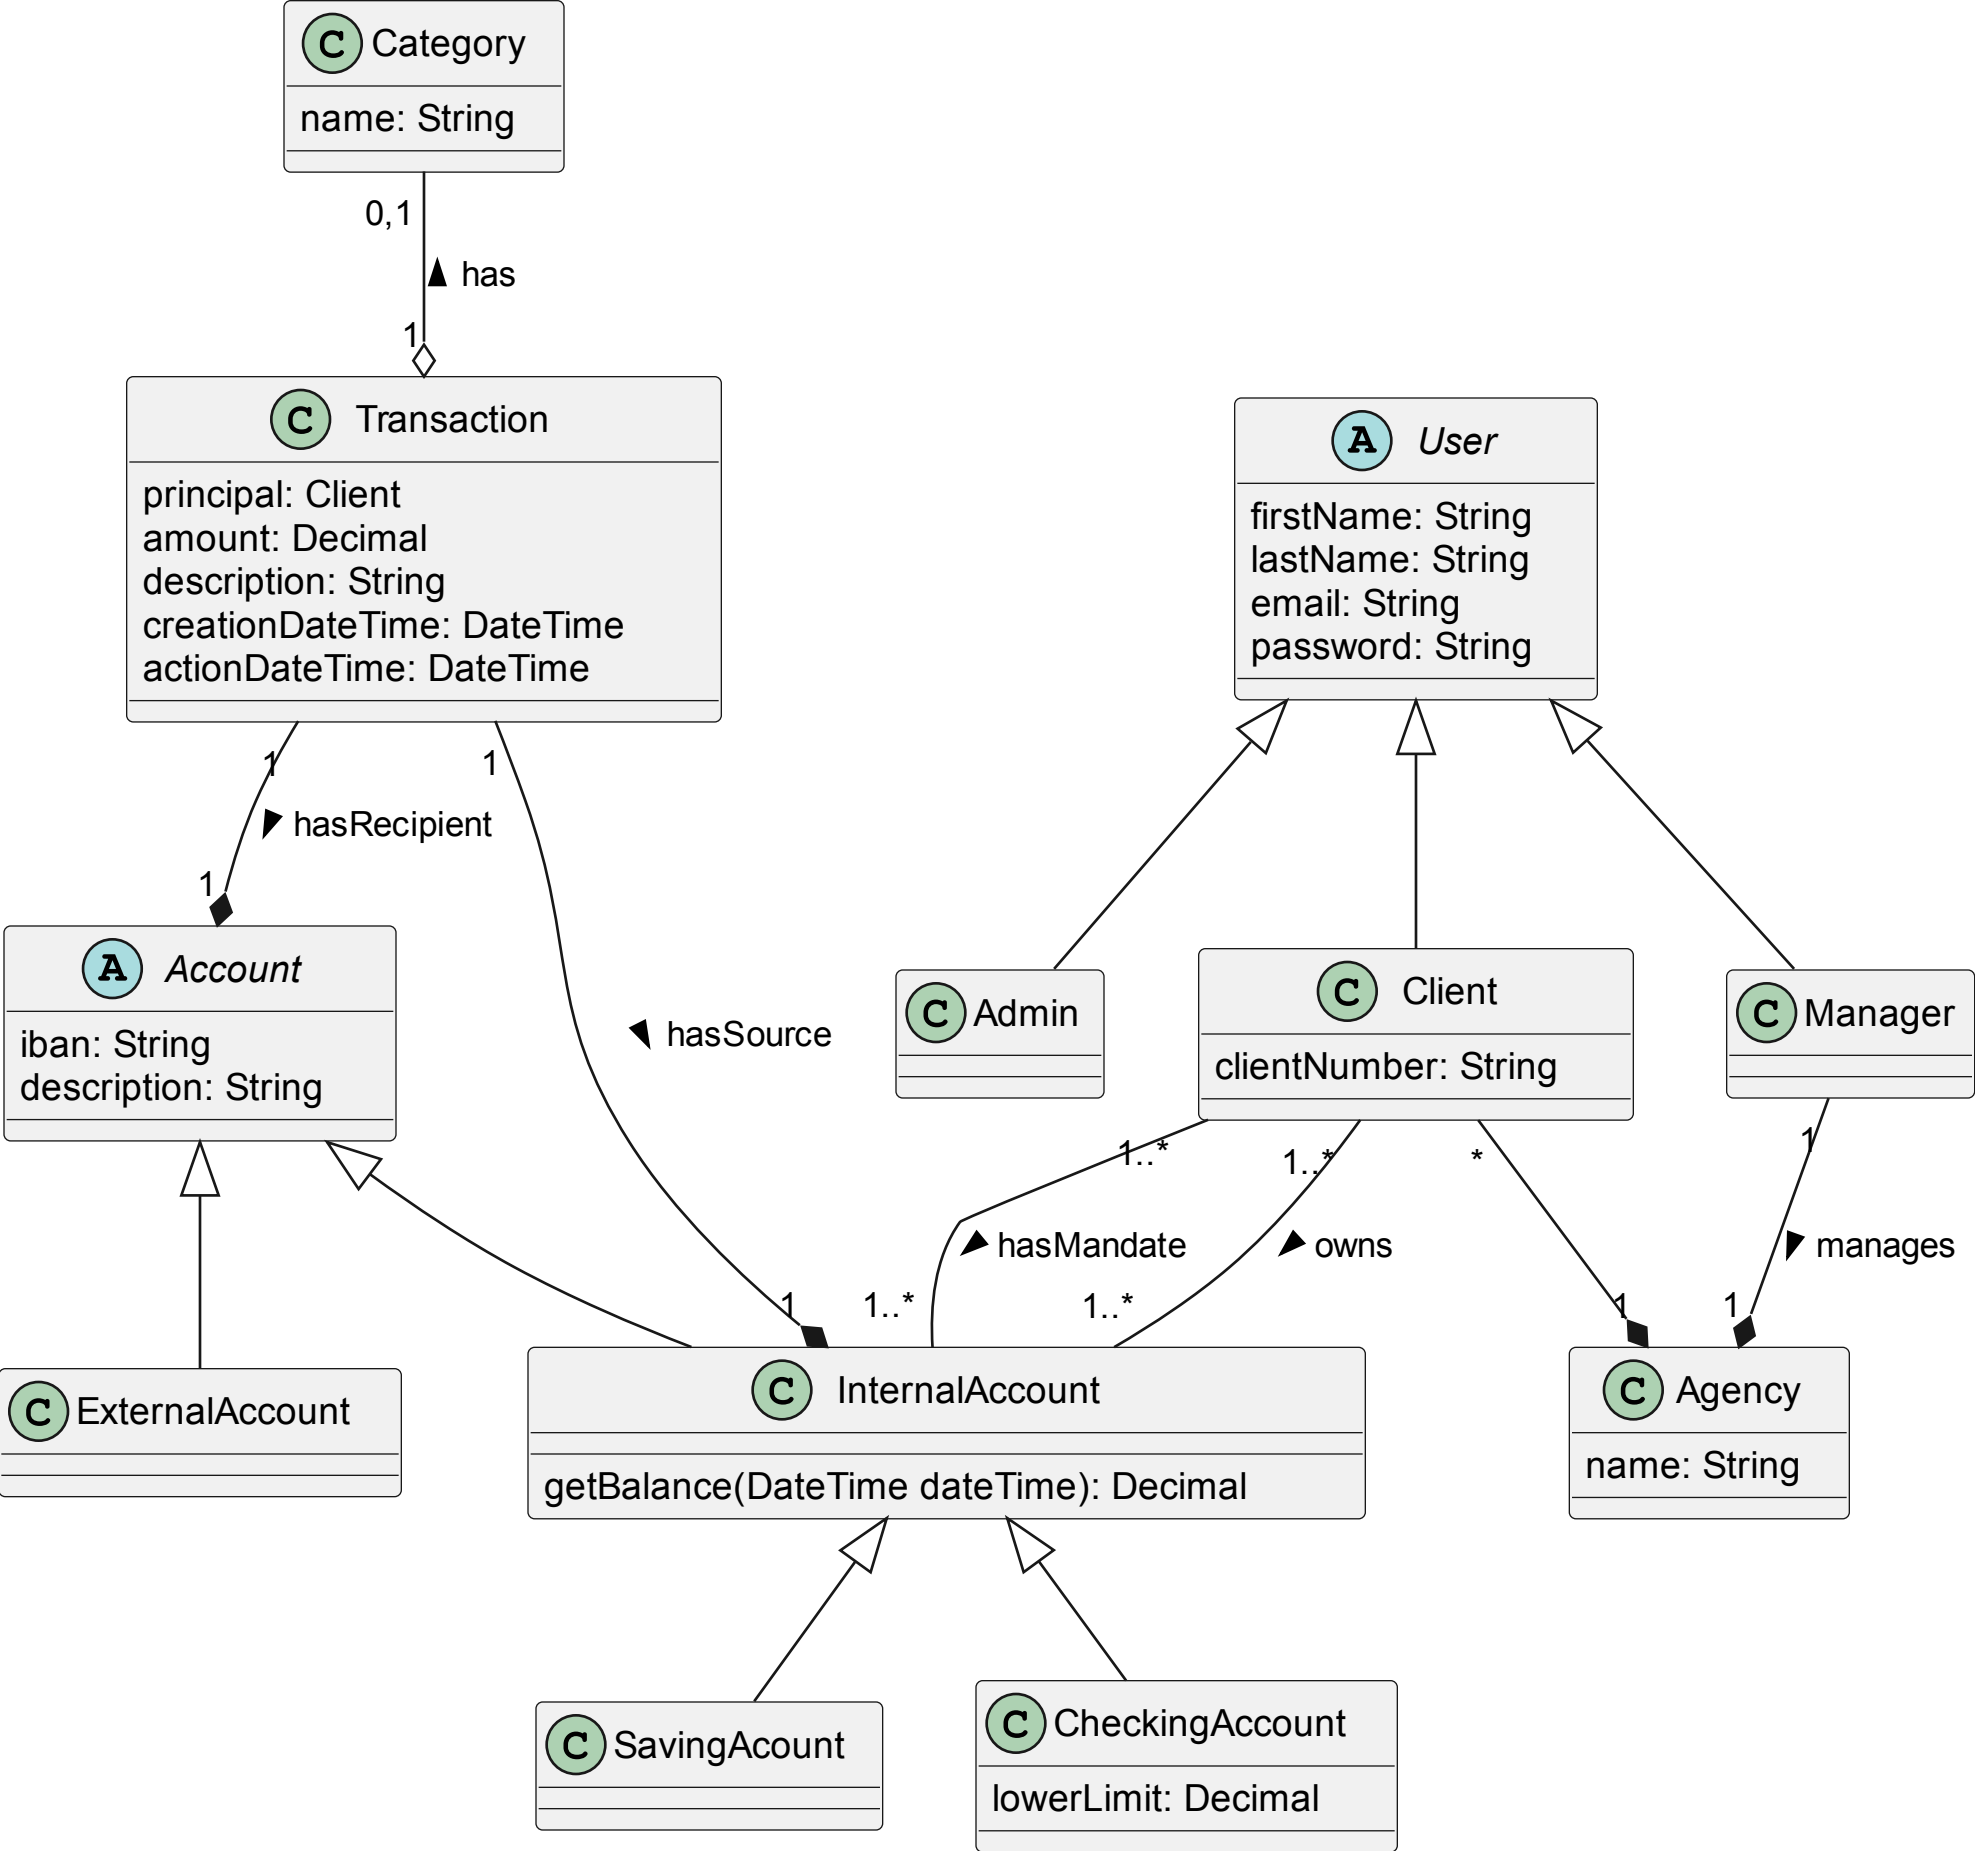 C Category
name: String
0,1
has
1
C Transaction
principal: Client
amount: Decimal
description: String
creationDateTime: DateTime
actionDateTime: DateTime
A User
firstName: String
lastName: String
email: String
password: String
1
1
hasRecipient
1
A Account
iban: String
description: String
hasSource
C Admin
C Client
clientNumber: String
C Manager
1..*
1..*
*
1
hasMandate
owns
manages
1
1..*
1..*
1
1
C ExternalAccount
C InternalAccount
getBalance(DateTime dateTime): Decimal
C Agency
name: String
C SavingAcount
C CheckingAccount
lowerLimit: Decimal